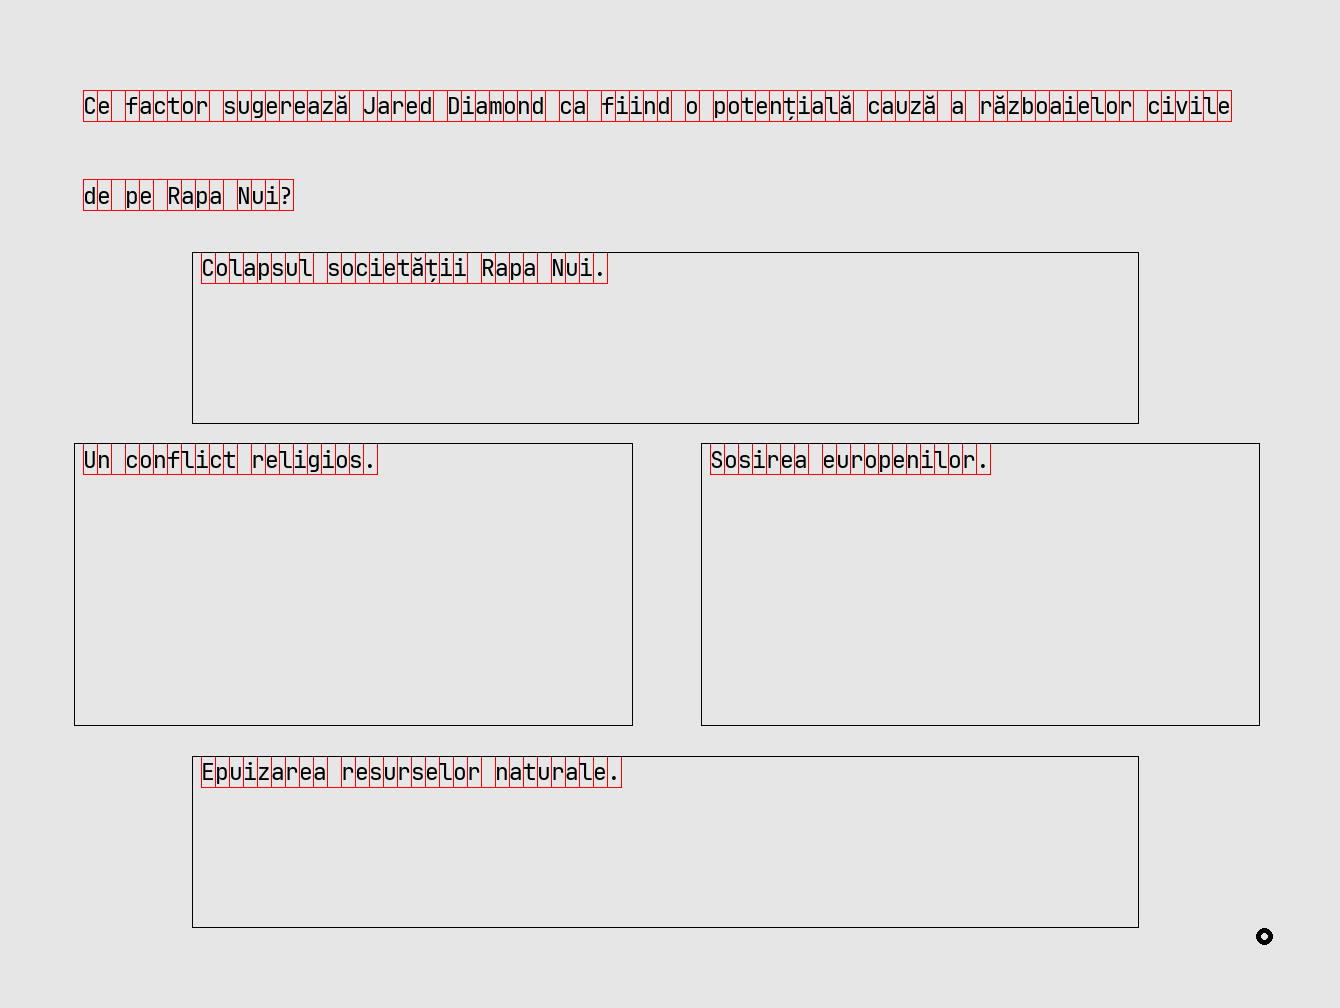 Ce factor sugerează Jared Diamond ca fiind o potențială cauză a războaielor civile
de pe Rapa Nui?
Colapsul societății Rapa Nui.
Un conflict religios.
Sosirea europenilor.
Epuizarea resurselor naturale.